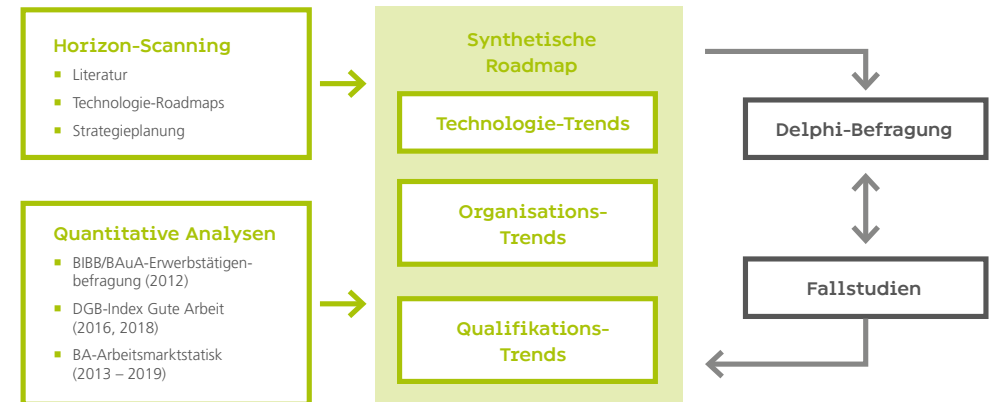 Horizon-Scanning
Literatur
Technologie-Roadmaps
Strategieplanung
Quantitative Analysen
BIBB/BAuA-Erwerbstätigen-
befragung (2012)
DGB-Index Gute Arbeit
(2016, 2018)
BA-Arbeitsmarktstatisk
(2013 – 2019)
Synthetische
Roadmap
Technologie-Trends
Organisations-
Trends
Qualifikations-
Trends
Delphi-Befragung
Fallstudien